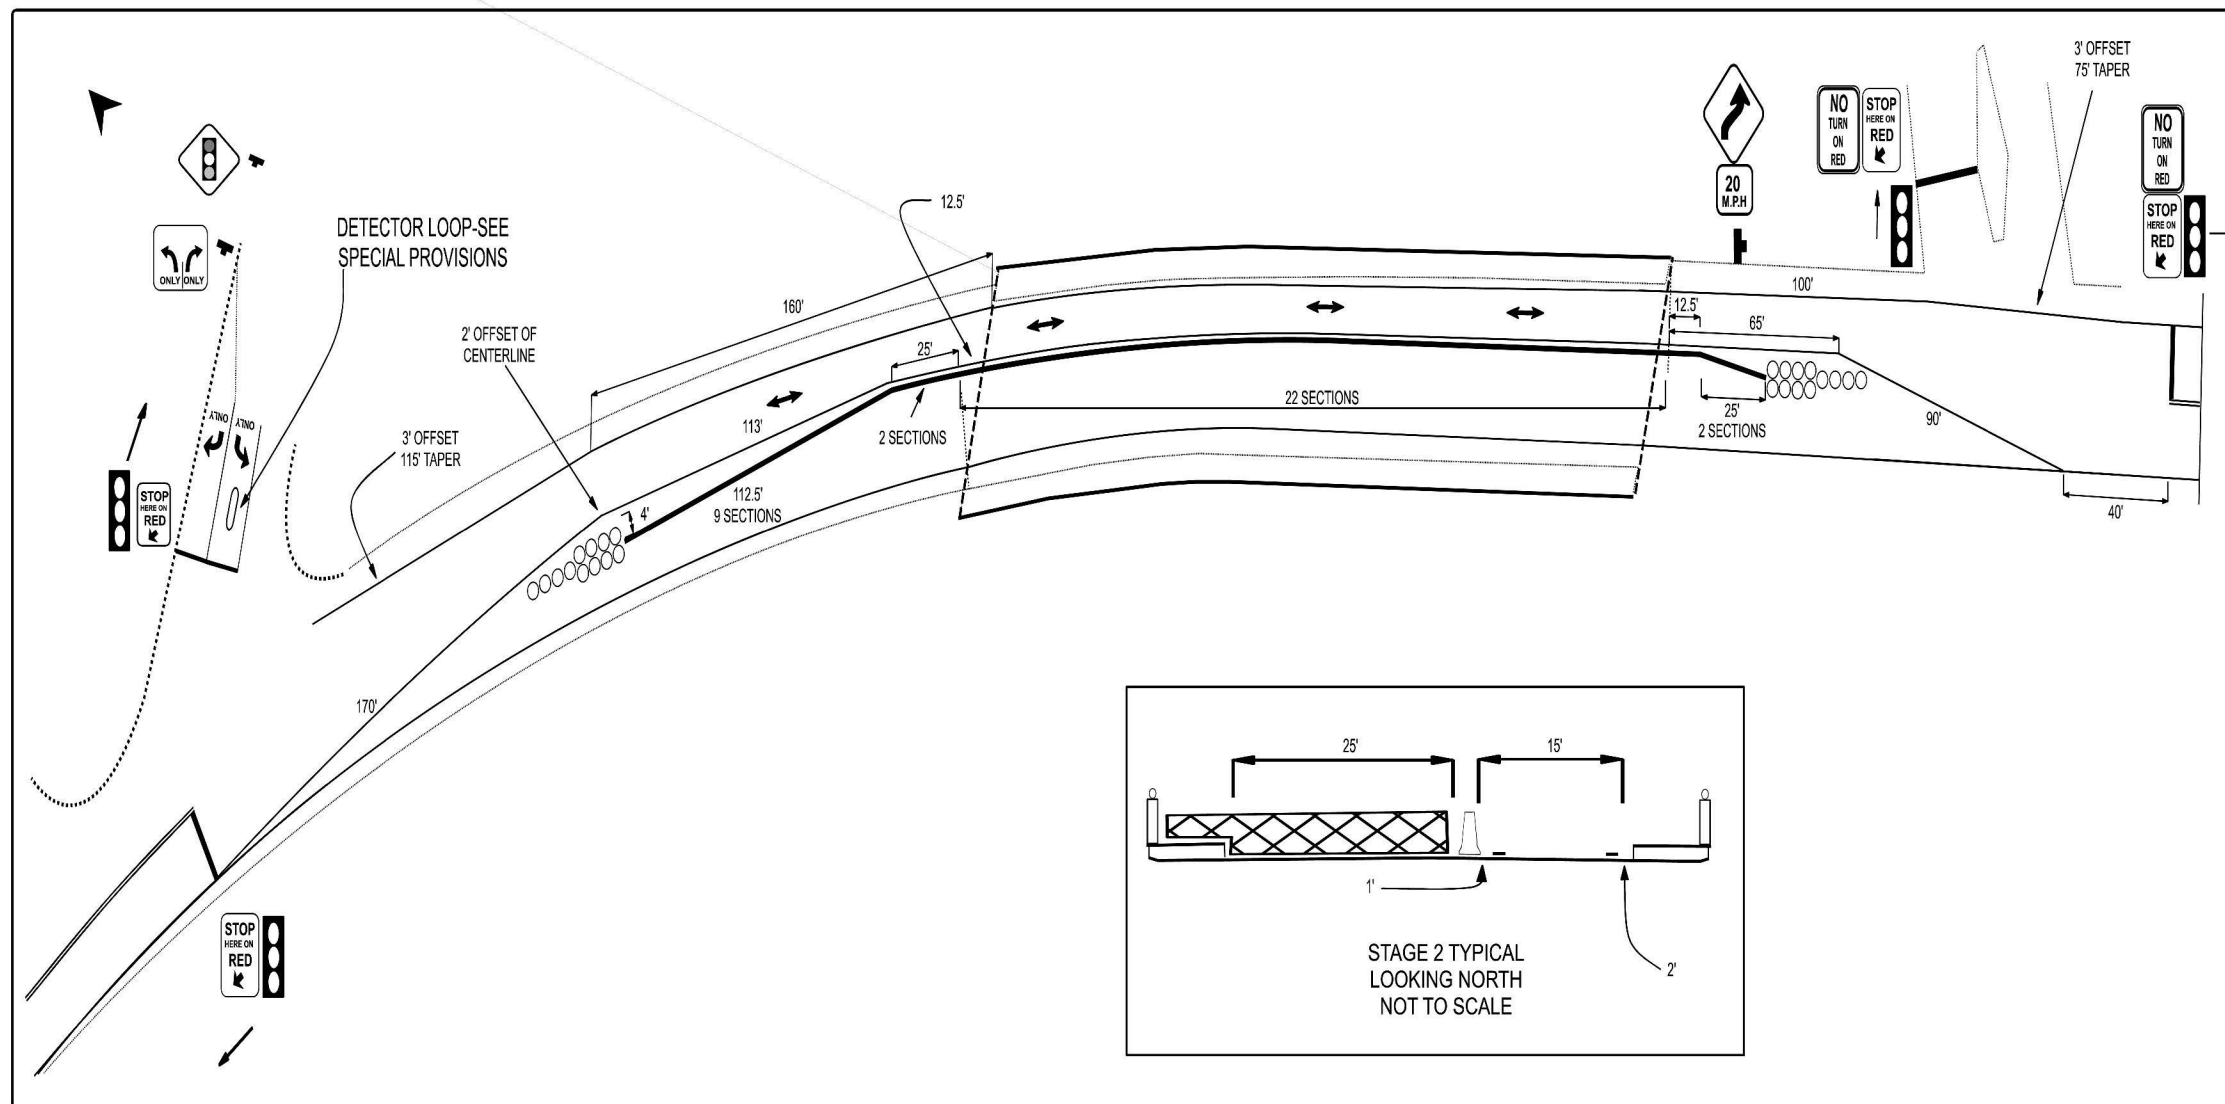 3' OFFSET
75' TAPER
NO
TURN
ON
RED
STOP
HERE ON
RED
NO
TURN
ON
RED
STOP
HERE ON
RED
20
M.P.H
12.5'
DETECTOR LOOP-SEE
SPECIAL PROVISIONS
ONLY ONLY
160'
100'
12.5'
65'
2' OFFSET OF
CENTERLINE
25'
22 SECTIONS
25'
2 SECTIONS
90'
113'
2 SECTIONS
ONLY ONLY
3' OFFSET
115' TAPER
112.5'
9 SECTIONS
4'
40'
STOP
HERE ON
RED
170'
25'
15'
1'
2'
STAGE 2 TYPICAL
LOOKING NORTH
NOT TO SCALE
STOP
HERE ON
RED